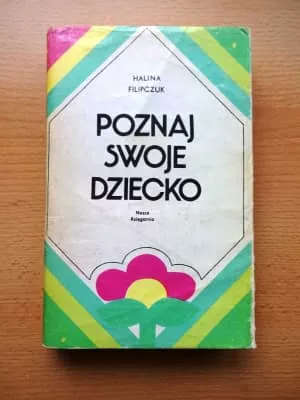 HALINA
FILIPCZUK
POZNAJ
SWOJE
DZIECKO
Nasza
Księgarnia